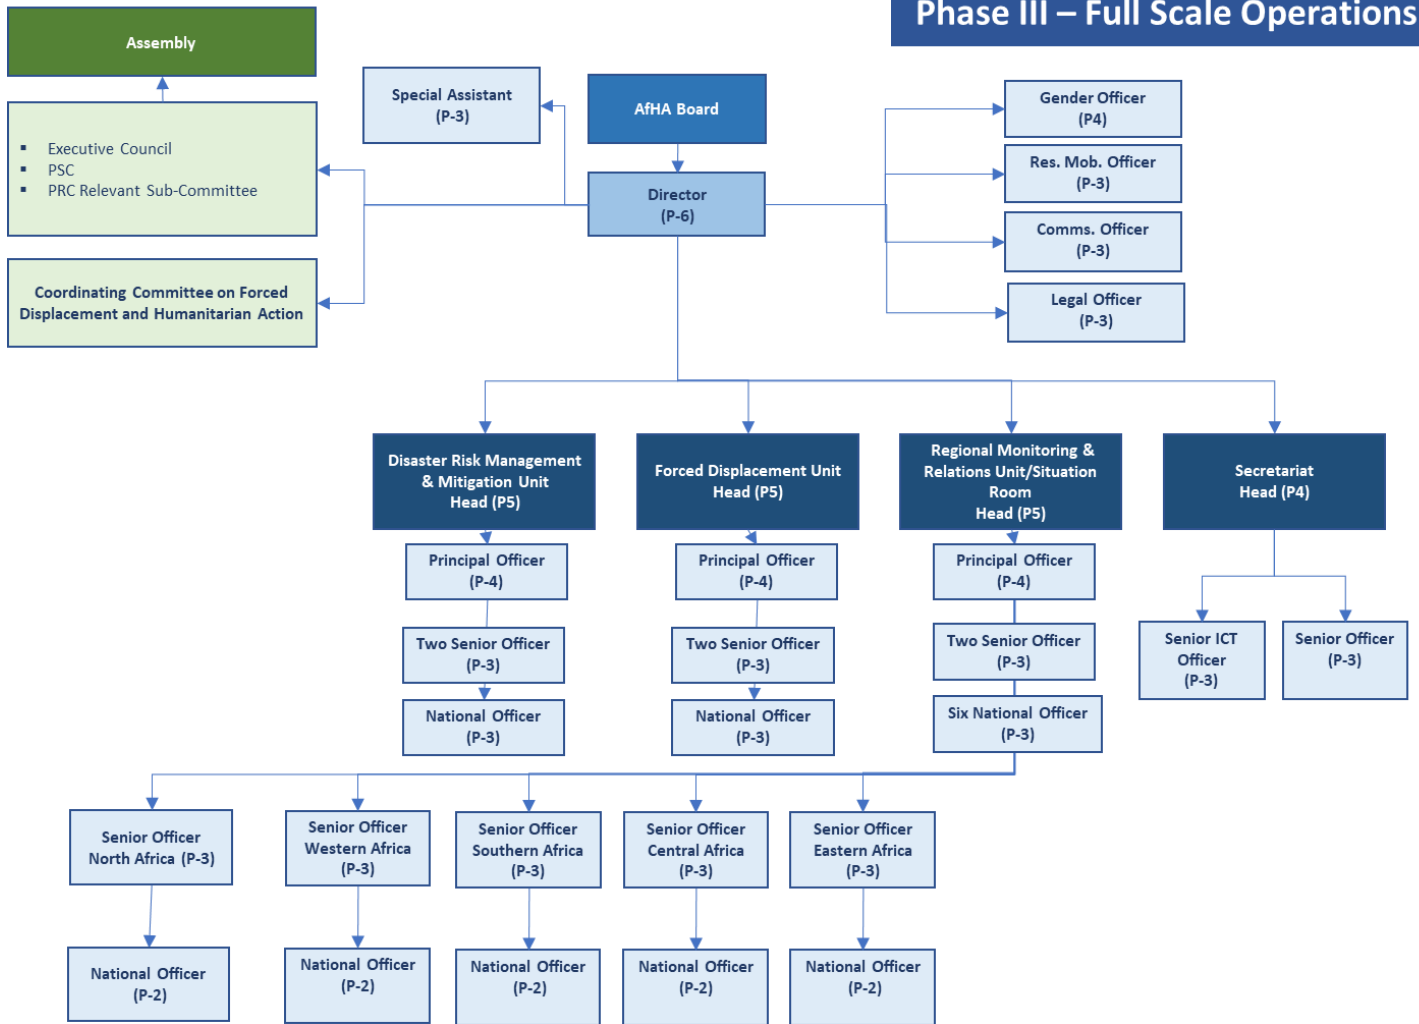 Phase III – Full Scale Operations
Assembly
▪ Executive Council
▪ PSC
▪ PRC Relevant Sub-Committee
Coordinating Committee on Forced
Displacement and Humanitarian Action
Special Assistant
(P-3)
AfHA Board
Director
(P-6)
Gender Officer
(P4)
Res. Mob. Officer
(P-3)
Comms. Officer
(P-3)
Legal Officer
(P-3)
Disaster Risk Management
& Mitigation Unit
Head (P5)
Forced Displacement Unit
Head (P5)
Regional Monitoring &
Relations Unit/Situation
Room
Head (P5)
Secretariat
Head (P4)
Principal Officer
(P-4)
Principal Officer
(P-4)
Principal Officer
(P-4)
Two Senior Officer
(P-3)
Two Senior Officer
(P-3)
Two Senior Officer
(P-3)
Senior ICT
Officer
(P-3)
Senior Officer
(P-3)
National Officer
(P-3)
National Officer
(P-3)
Six National Officer
(P-3)
Senior Officer
North Africa (P-3)
Senior Officer
Western Africa
(P-3)
Senior Officer
Southern Africa
(P-3)
Senior Officer
Central Africa
(P-3)
Senior Officer
Eastern Africa
(P-3)
National Officer
(P-2)
National Officer
(P-2)
National Officer
(P-2)
National Officer
(P-2)
National Officer
(P-2)